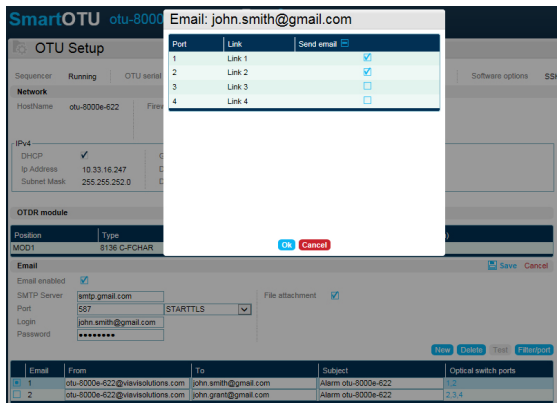 SmartOTU otu-8000
Email: john.smith@gmail.com
OTU Setup
Port Link Send email
1 Link 1
2 Link 2
3 Link 3
4 Link 4
Sequencer Running OTU serial Software options SSH
Network
HostName otu-8000e-622
IPv4
DHCP
Ip Address 10.33.16.247
Subnet Mask 255.255.252.0
OTDR module
Position Type
MOD1 8136 C-FCHAR
Ok Cancel
Email Save Cancel
Email enabled
SMTP Server smtp.gmail.com File attachment
Port 587 STARTTLS
Login john.smith@gmail.com
Password ••••••••
New Delete Test Filter/port
Email From To Subject Optical switch ports
1 otu-8000e-622@viavisolutions.com john.smith@gmail.com Alarm otu-8000e-622 1,2
2 otu-8000e-622@viavisolutions.com john.grant@gmail.com Alarm otu-8000e-622 2,3,4